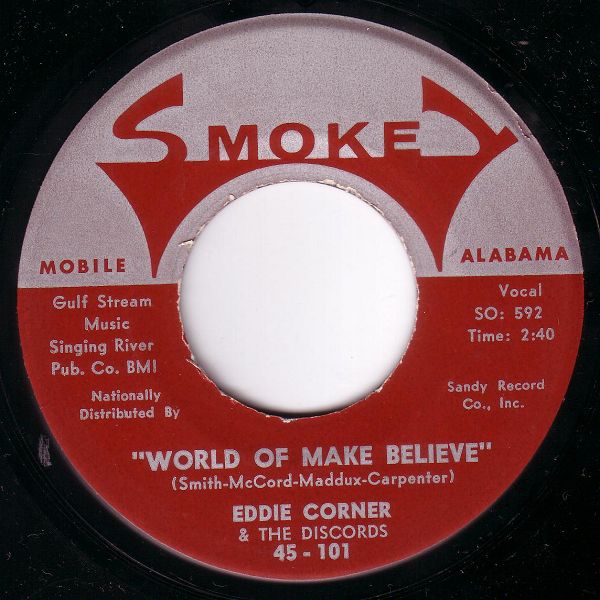 SMOKEY
MOBILE
ALABAMA
Gulf Stream
Music
Singing River
Pub. Co. BMI
Vocal
SO: 592
Time: 2:40
Nationally
Distributed By
Sandy Record
Co., Inc.
"WORLD OF MAKE BELIEVE"
(Smith-McCord-Maddux-Carpenter)
EDDIE CORNER
& THE DISCORDS
45 - 101